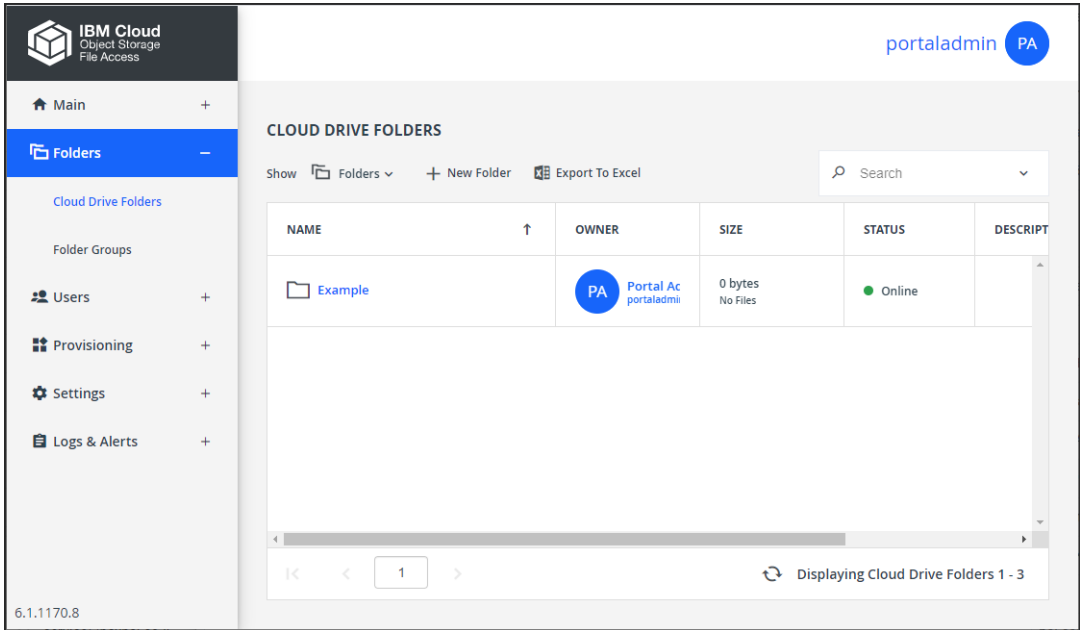 IBM Cloud
Object Storage
File Access
portaladmin PA
Main
Folders
Cloud Drive Folders
Folder Groups
Users
Provisioning
Settings
Logs & Alerts
6.1.1170.8
CLOUD DRIVE FOLDERS
Show Folders New Folder Export To Excel Search
NAME OWNER SIZE STATUS DESCRIPT
Example PA Portal Ac 0 bytes Online
portaladmi No Files
1 Displaying Cloud Drive Folders 1 - 3